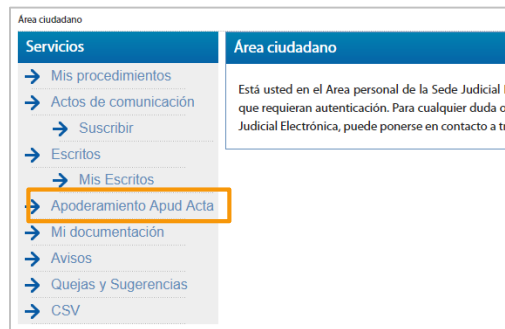 Área ciudadano
Servicios
Mis procedimientos
Actos de comunicación
Suscribir
Escritos
Mis Escritos
Apoderamiento Apud Acta
Mi documentación
Avisos
Quejas y Sugerencias
CSV
Área ciudadano
Está usted en el Area personal de la Sede Judicial
que requieran autenticación. Para cualquier duda o
Judicial Electrónica, puede ponerse en contacto a